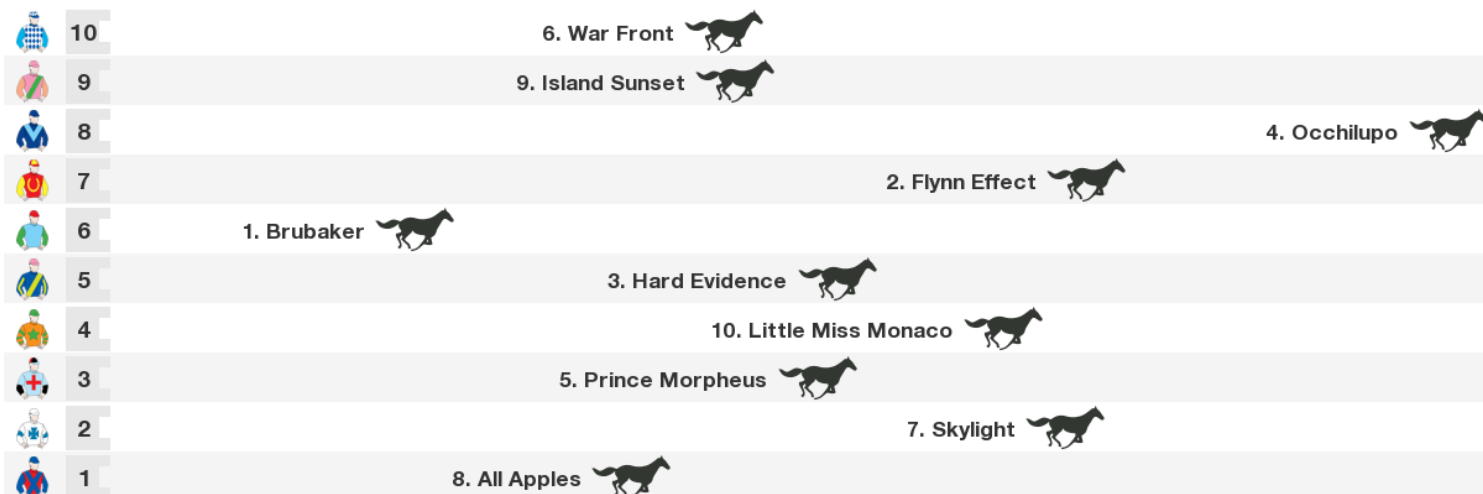 10 6. War Front
9 9. Island Sunset
8 4. Occhilupo
7 2. Flynn Effect
6 1. Brubaker
5 3. Hard Evidence
4 10. Little Miss Monaco
3 5. Prince Morpheus
2 7. Skylight
1 8. All Apples